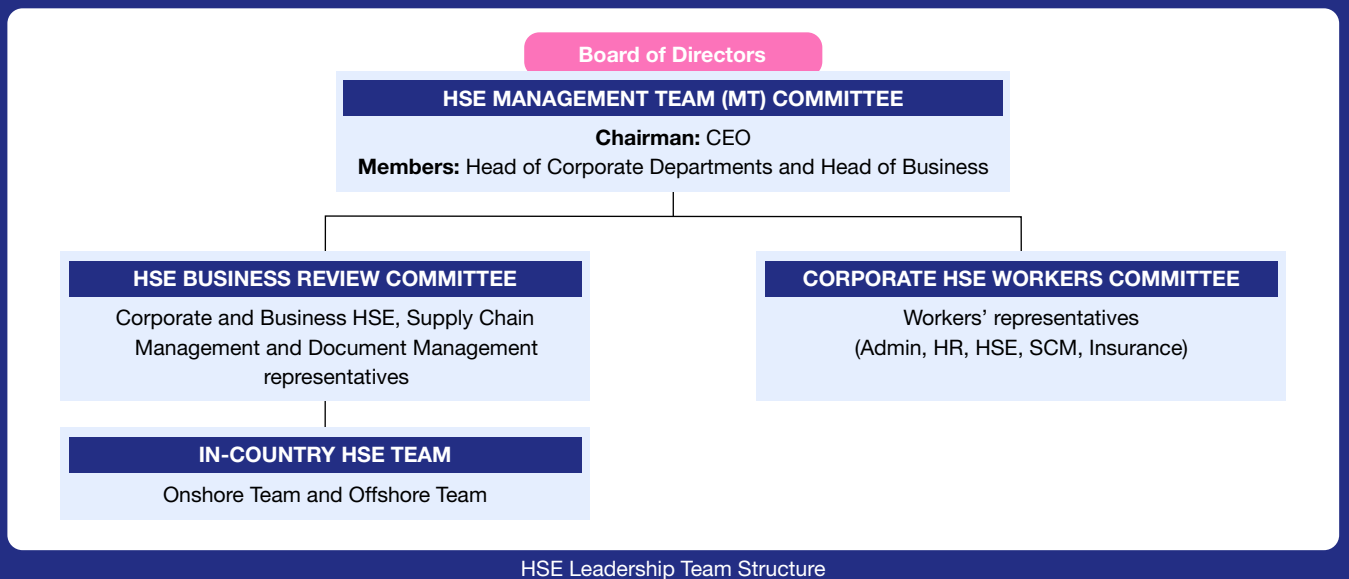 Board of Directors
HSE MANAGEMENT TEAM (MT) COMMITTEE
Chairman: CEO
Members: Head of Corporate Departments and Head of Business
HSE BUSINESS REVIEW COMMITTEE
Corporate and Business HSE, Supply Chain
Management and Document Management
representatives
CORPORATE HSE WORKERS COMMITTEE
Workers’ representatives
(Admin, HR, HSE, SCM, Insurance)
IN-COUNTRY HSE TEAM
Onshore Team and Offshore Team
HSE Leadership Team Structure